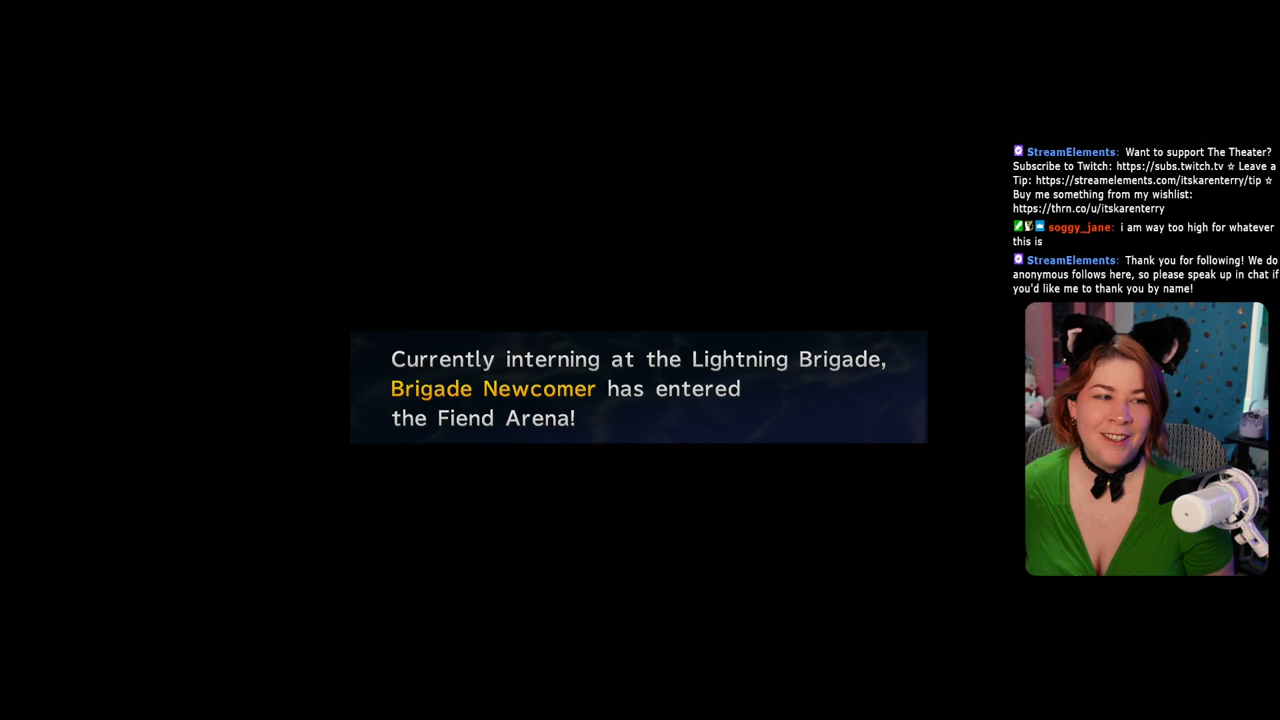 StreamElements: Want to support The Theater?
Subscribe to Twitch: https://subs.twitch.tv ☆ Leave a
Tip: https://streamelements.com/itskarenterry/tip ☆
Buy me something from my wishlist:
https://thrn.co/u/itskarenterry
soggy_jane: i am way too high for whatever
this is
StreamElements: Thank you for following! We do
anonymous follows here, so please speak up in chat if
you'd like me to thank you by name!
Currently interning at the Lightning Brigade,
Brigade Newcomer has entered
the Fiend Arena!